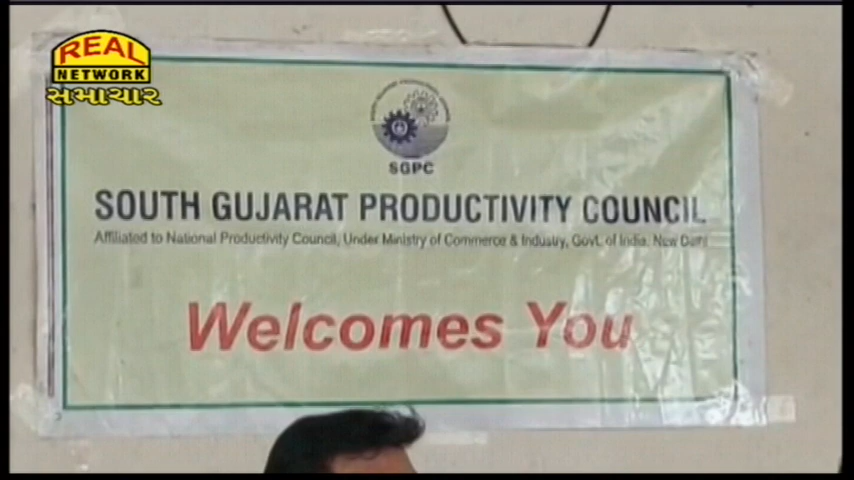 REAL
NETWORK
સમાચાર
SGPC
SOUTH GUJARAT PRODUCTIVITY COUNCIL
Affiliated to National Productivity Council, Under Ministry of Commerce & Industry, Govt. of India, New Delhi
Welcomes You